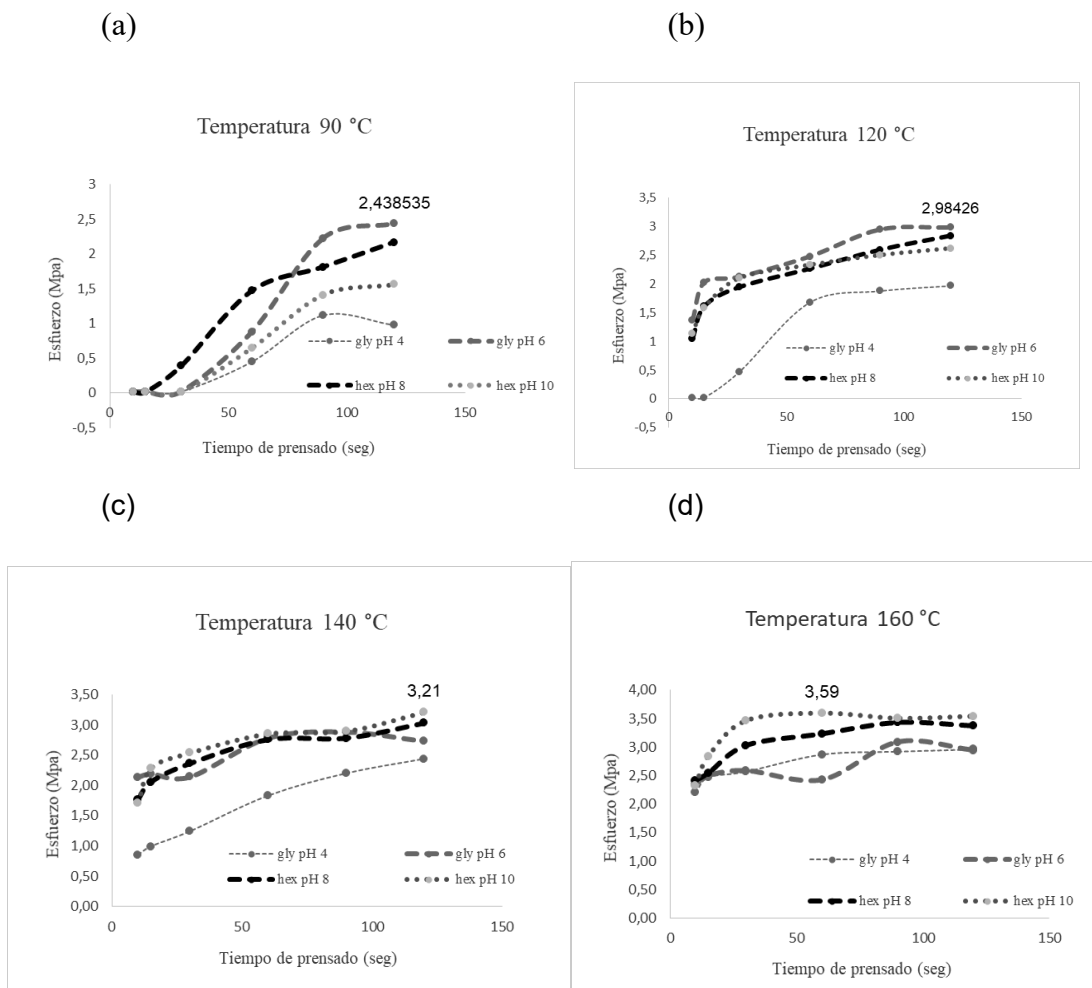 (a)
Temperatura 90 °C
3
2,5
2
1,5
1
0,5
0
-0,5
2,438535
Esfuerzo (Mpa)
gly pH 4
gly pH 6
hex pH 8
hex pH 10
0
50
100
150
Tiempo de prensado (seg)
(b)
Temperatura 120 °C
3,5
3
2,5
2
1,5
1
0,5
0
-0,5
2,98426
Esfuerzo (Mpa)
gly pH 4
gly pH 6
hex pH 8
hex pH 10
0
50
100
150
Tiempo de prensado (seg)
(c)
Temperatura 140 °C
3,50
3,00
2,50
2,00
1,50
1,00
0,50
0,00
3,21
Esfuerzo (Mpa)
gly pH 4
gly pH 6
hex pH 8
hex pH 10
0
50
100
150
Tiempo de prensado (seg)
(d)
Temperatura 160 °C
4,00
3,50
3,00
2,50
2,00
1,50
1,00
0,50
0,00
3,59
Esfuerzo (Mpa)
gly pH 4
gly pH 6
hex pH 8
hex pH 10
0
50
100
150
Tiempo de prensado (seg)